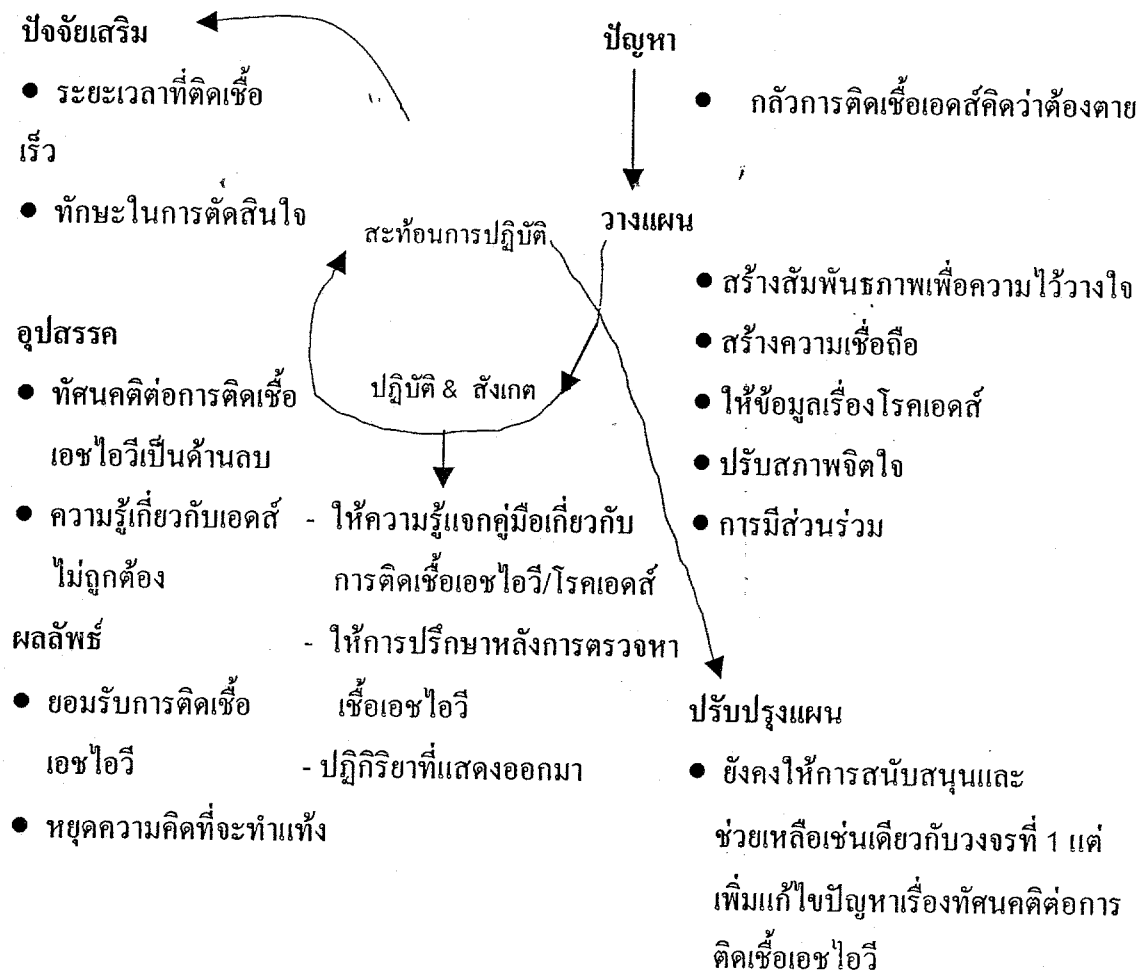 ปัจจัยเสริม
● ระยะเวลาที่ติดเชื้อ
เร็ว
● ทักษะในการตัดสินใจ
อุปสรรค
● ทัศนคติต่อการติดเชื้อ
เอชไอวีเป็นด้านลบ
● ความรู้เกี่ยวกับเอดส์
ไม่ถูกต้อง
ผลลัพธ์
● ยอมรับการติดเชื้อ
เอชไอวี
● หยุดความคิดที่จะทำแท้ง
สะท้อนการปฏิบัติ
ปฏิบัติ & สังเกต
- ให้ความรู้แจกคู่มือเกี่ยวกับ
การติดเชื้อเอชไอวี/โรคเอดส์
- ให้การปรึกษาหลังการตรวจหา
เชื้อเอชไอวี
- ปฏิกิริยาที่แสดงออกมา
ปัญหา
● กลัวการติดเชื้อเอดส์คิดว่าต้องตาย
วางแผน
● สร้างสัมพันธภาพเพื่อความไว้วางใจ
● สร้างความเชื่อถือ
● ให้ข้อมูลเรื่องโรคเอดส์
● ปรับสภาพจิตใจ
● การมีส่วนร่วม
ปรับปรุงแผน
● ยังคงให้การสนับสนุนและ
ช่วยเหลือเช่นเดียวกับวงจรที่ 1 แต่
เพิ่มแก้ไขปัญหาเรื่องทัศนคติต่อการ
ติดเชื้อเอชไอวี